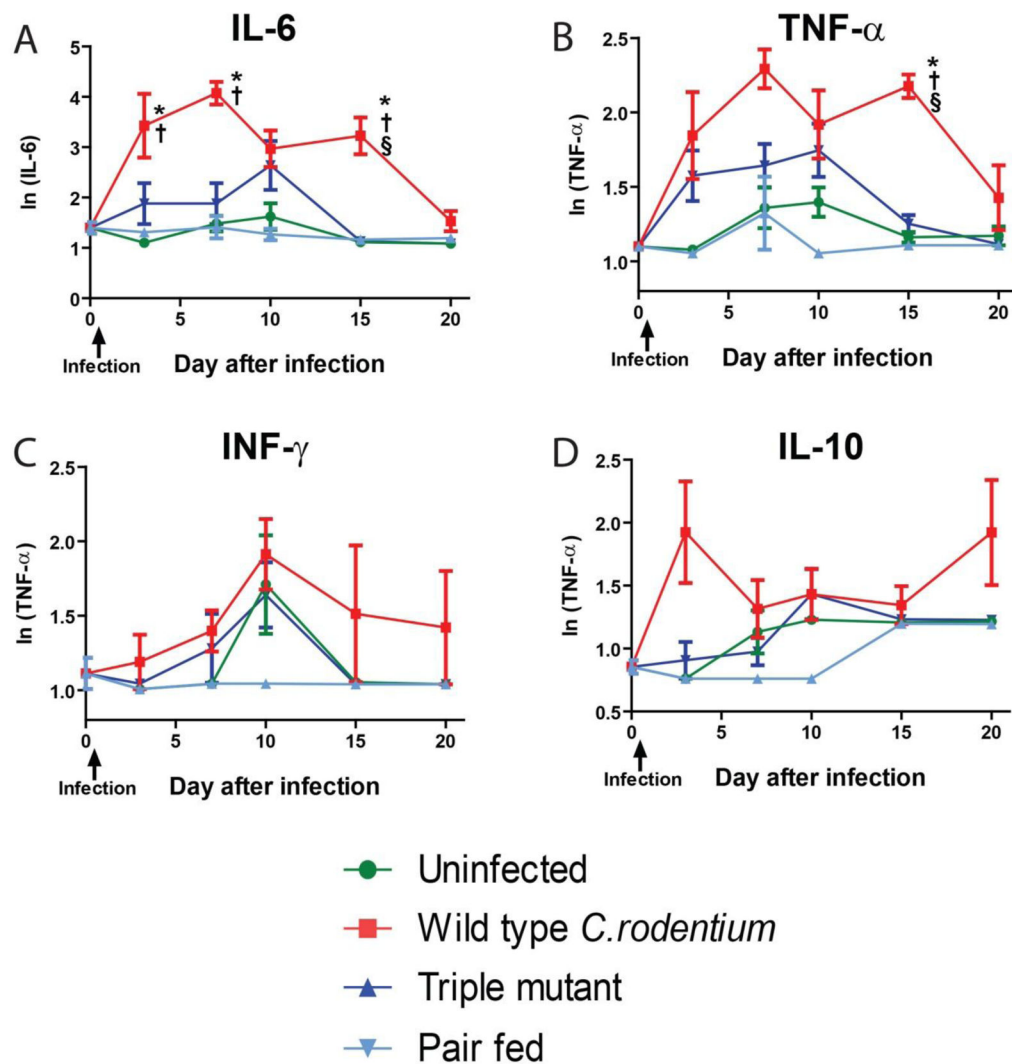 A
IL-6
ln (IL-6)
5
4
3
2
1
0
*
†
*
†
*
†
§
0 5 10 15 20
Infection
Day after infection
B
TNF-α
ln (TNF-α)
2.5
2.0
1.5
1.0
*
†
§
0 5 10 15 20
Infection
Day after infection
C
INF-γ
ln (TNF-α)
2.5
2.0
1.5
1.0
0 5 10 15 20
Infection
Day after infection
D
IL-10
ln (TNF-α)
2.5
2.0
1.5
1.0
0.5
0 5 10 15 20
Infection
Day after infection
Uninfected
Wild type C.rodentium
Triple mutant
Pair fed